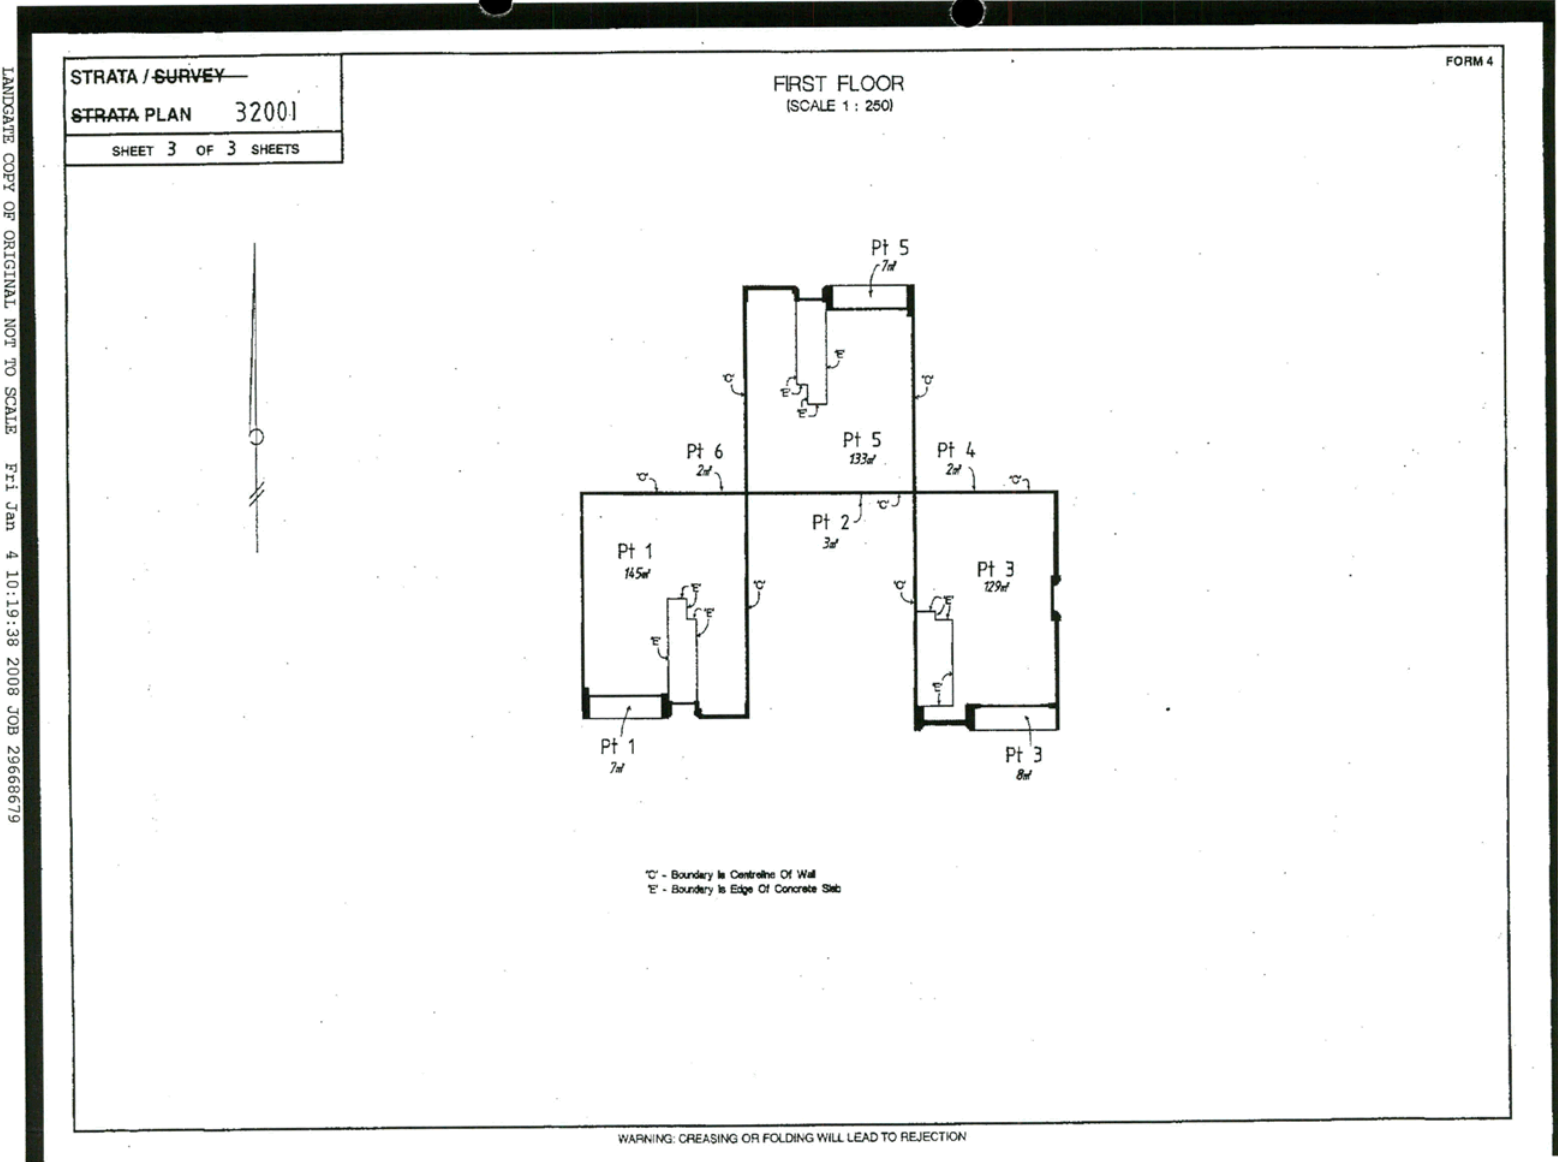 FORM 4
STRATA / SURVEY
STRATA PLAN 32001
SHEET 3 OF 3 SHEETS
FIRST FLOOR
(SCALE 1 : 250)
LANDGATE COPY OF ORIGINAL NOT TO SCALE Fri Jan 4 10:19:38 2008 JOB 29668679
Pt 5
7m²
'E'
'C'
'C'
'E'
'E'
Pt 5
133m²
Pt 6
2m²
Pt 4
2m²
'C'
'C'
'C'
Pt 2
3m²
Pt 1
145m²
Pt 3
129m²
'E'
'C'
'C'
'E'
'E'
'E'
'E'
Pt 1
7m²
Pt 3
8m²
'C' - Boundary Is Centreline Of Wall
'E' - Boundary Is Edge Of Concrete Slab
WARNING: CREASING OR FOLDING WILL LEAD TO REJECTION